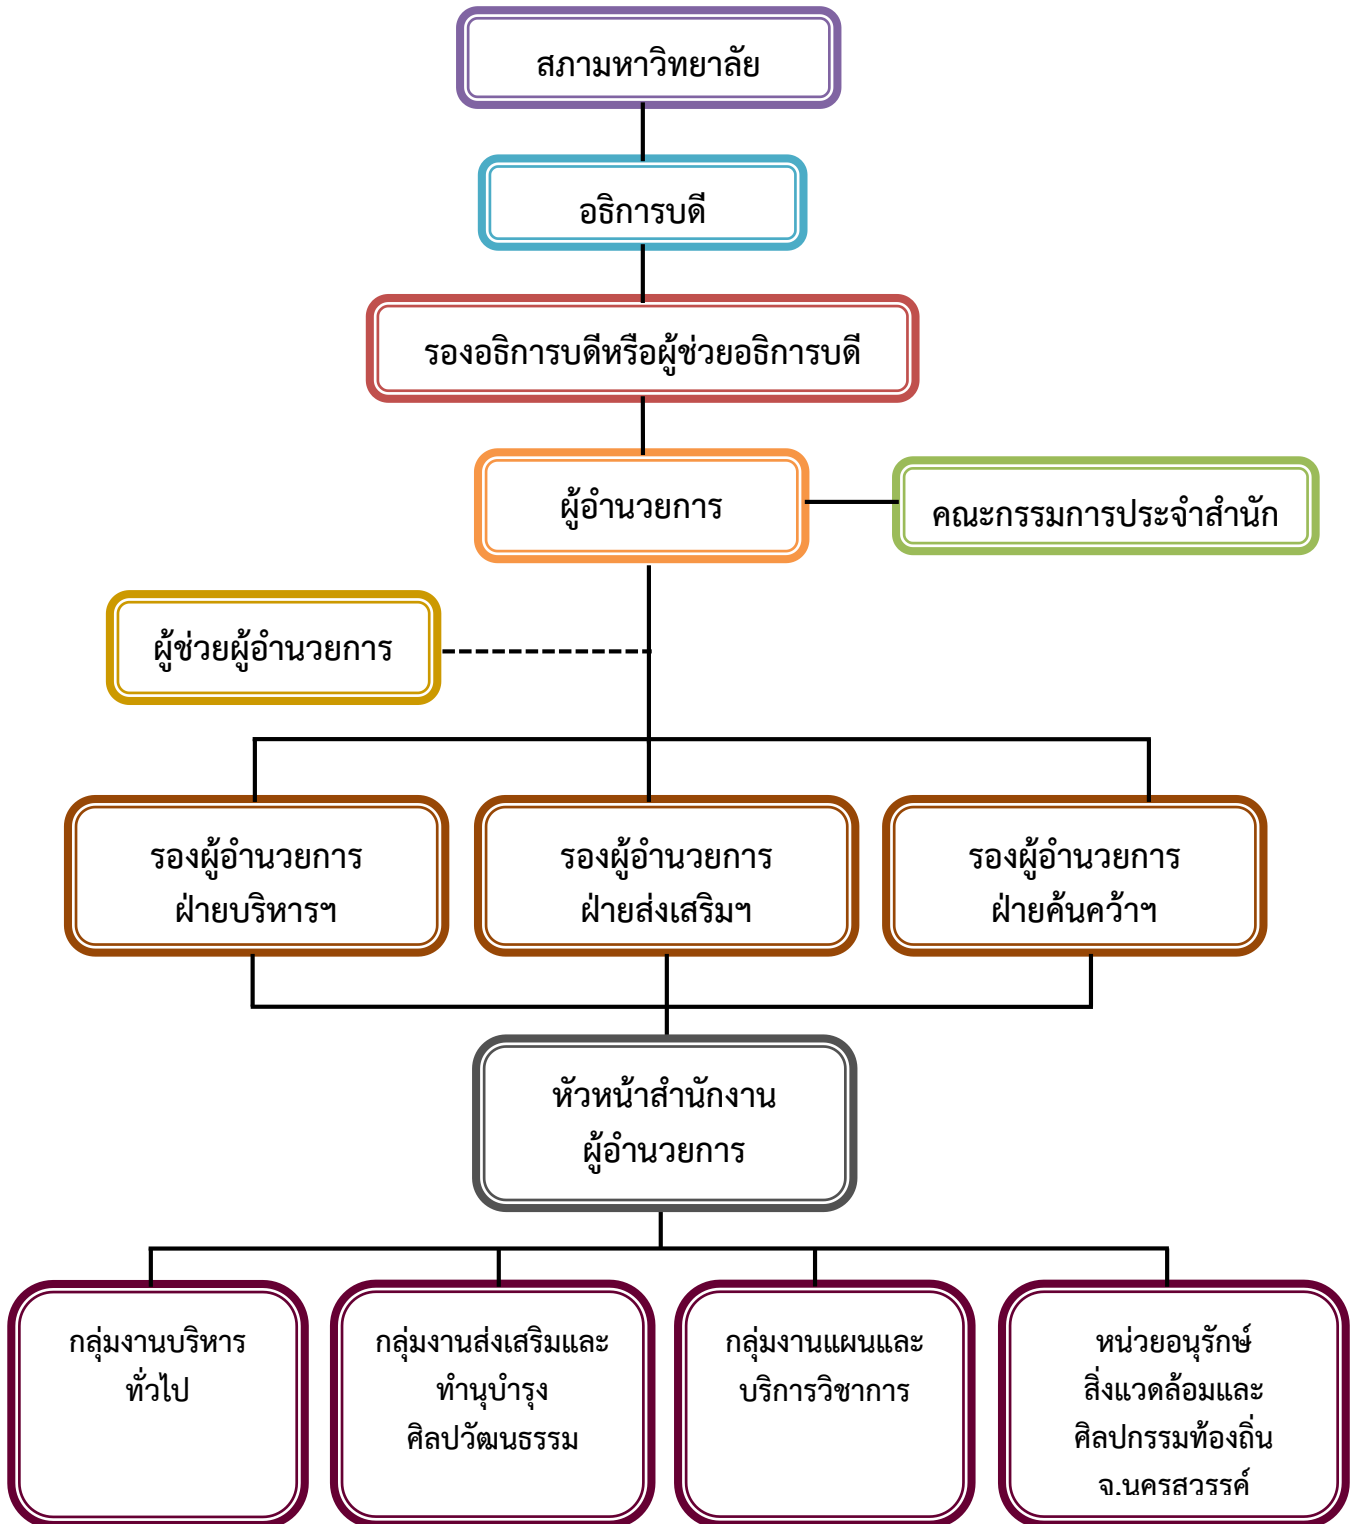 สภามหาวิทยาลัย
อธิการบดี
รองอธิการบดีหรือผู้ช่วยอธิการบดี
ผู้อำนวยการ
คณะกรรมการประจำสำนัก
ผู้ช่วยผู้อำนวยการ
รองผู้อำนวยการ
ฝ่ายบริหารฯ
รองผู้อำนวยการ
ฝ่ายส่งเสริมฯ
รองผู้อำนวยการ
ฝ่ายค้นคว้าฯ
หัวหน้าสำนักงาน
ผู้อำนวยการ
กลุ่มงานบริหาร
ทั่วไป
กลุ่มงานส่งเสริมและ
ทำนุบำรุง
ศิลปวัฒนธรรม
กลุ่มงานแผนและ
บริการวิชาการ
หน่วยอนุรักษ์
สิ่งแวดล้อมและ
ศิลปกรรมท้องถิ่น
จ.นครสวรรค์